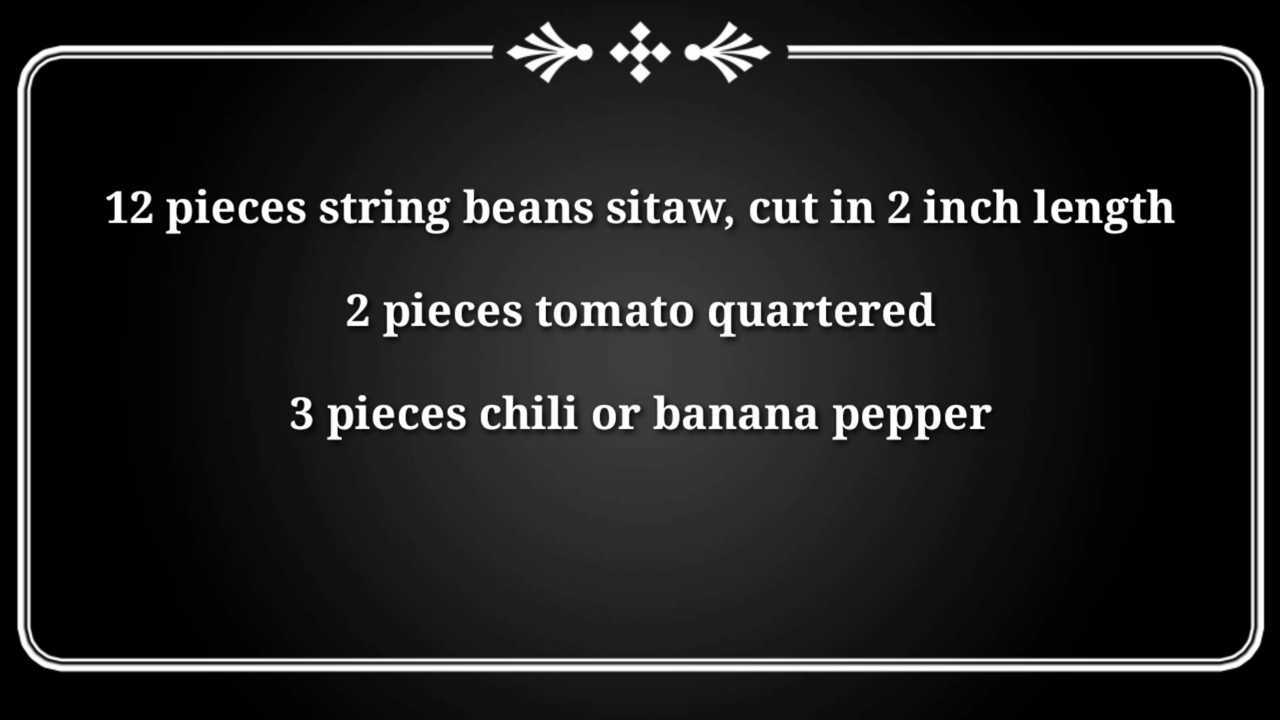 12 pieces string beans sitaw, cut in 2 inch length
2 pieces tomato quartered
3 pieces chili or banana pepper